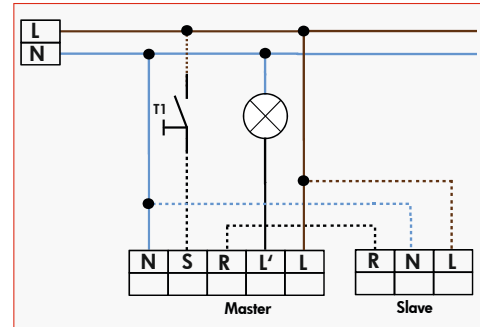 L
N
T1
N S R L‘ L
R N L
Master
Slave